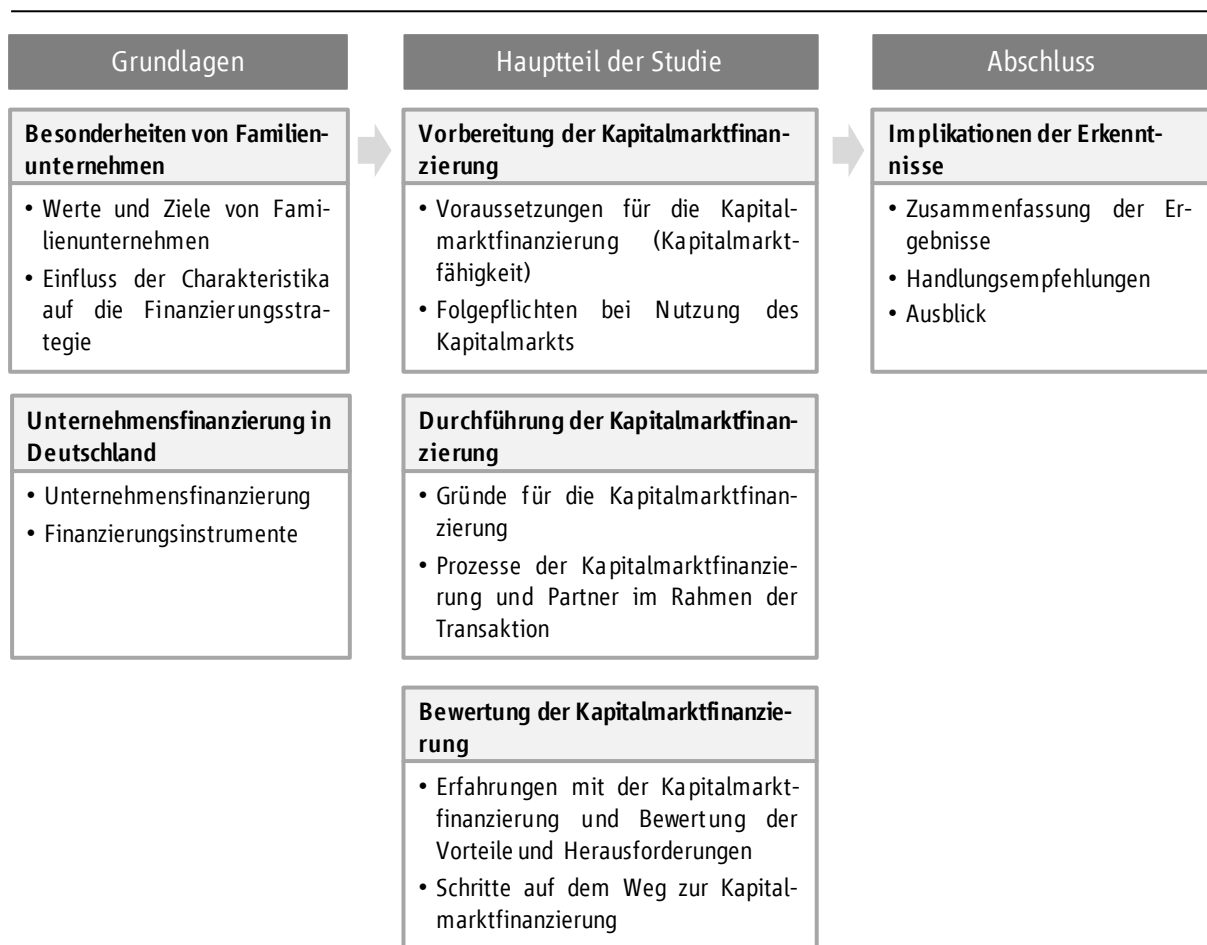 Grundlagen
Besonderheiten von Familien-
unternehmen
• Werte und Ziele von Fami-
lienunternehmen
• Einfluss der Charakteristika
auf die Finanzierungsstra-
tegie
Unternehmensfinanzierung in
Deutschland
• Unternehmensfinanzierung
• Finanzierungsinstrumente
Hauptteil der Studie
Vorbereitung der Kapitalmarktfinan-
zierung
• Voraussetzungen für die Kapital-
marktfinanzierung (Kapitalmarkt-
fähigkeit)
• Folgepflichten bei Nutzung des
Kapitalmarkts
Durchführung der Kapitalmarktfinan-
zierung
• Gründe für die Kapitalmarktfinan-
zierung
• Prozesse der Kapitalmarktfinanzie-
rung und Partner im Rahmen der
Transaktion
Bewertung der Kapitalmarktfinanzie-
rung
• Erfahrungen mit der Kapitalmarkt-
finanzierung und Bewertung der
Vorteile und Herausforderungen
• Schritte auf dem Weg zur Kapital-
marktfinanzierung
Abschluss
Implikationen der Erkennt-
nisse
• Zusammenfassung der Er-
gebnisse
• Handlungsempfehlungen
• Ausblick